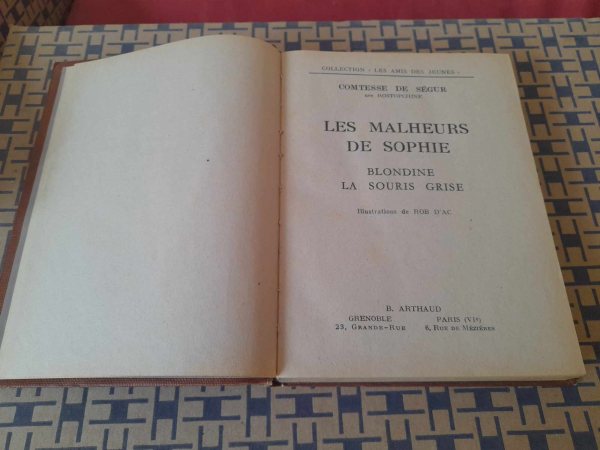 COLLECTION « LES AMIS DES JEUNES »
COMTESSE DE SÉGUR
née ROSTOPCHINE
LES MALHEURS
DE SOPHIE
BLONDINE
LA SOURIS GRISE
Illustrations de ROB D'AC
B. ARTHAUD
GRENOBLE PARIS (VIe)
23, GRANDE-RUE 6, RUE DE MÉZIÈRES